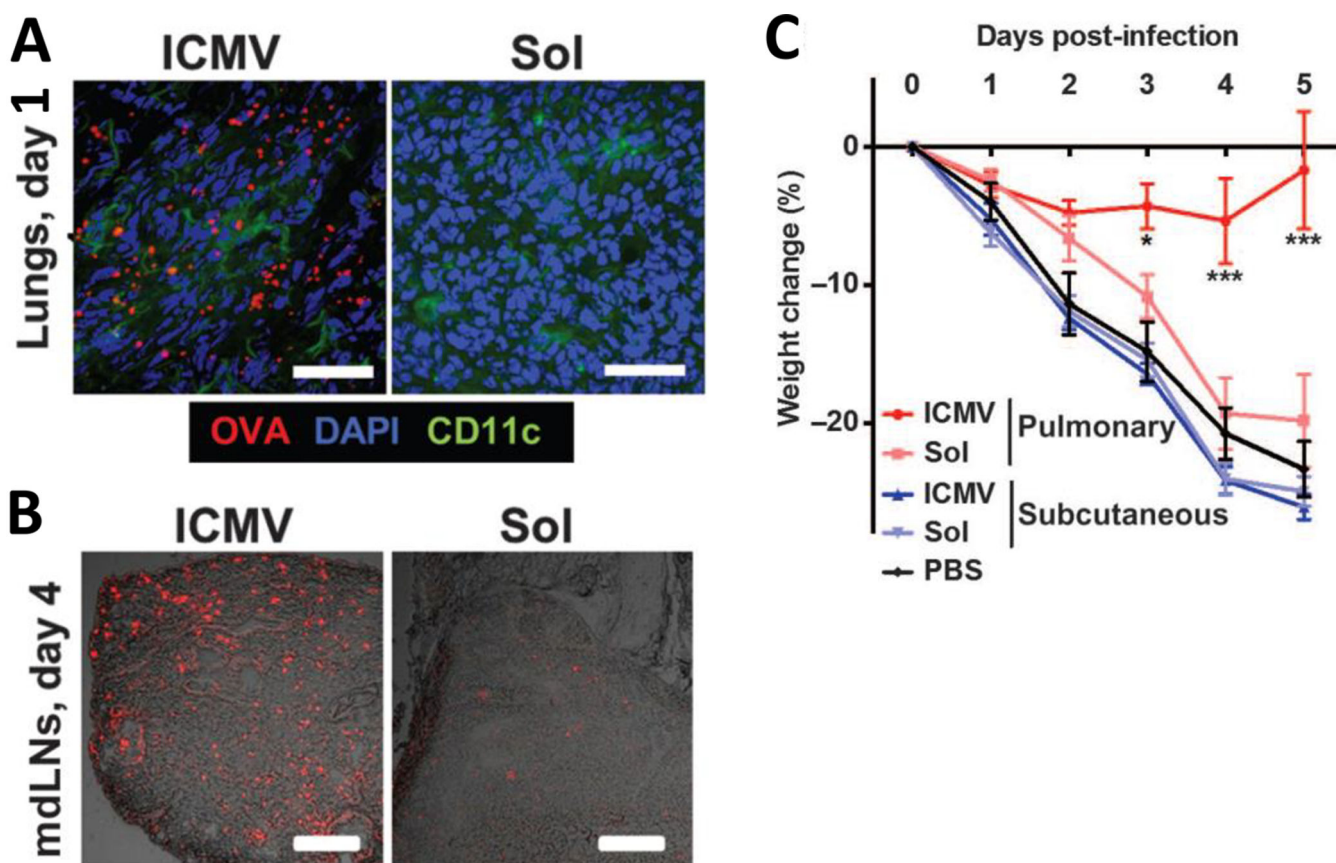 A
ICMV
Sol
Lungs, day 1
OVA DAPI CD11c
B
ICMV
Sol
mdLNs, day 4
C
Days post-infection
0 1 2 3 4 5
Weight change (%)
0
–10
–20
*
***
***
ICMV
Sol
Pulmonary
ICMV
Sol
Subcutaneous
PBS